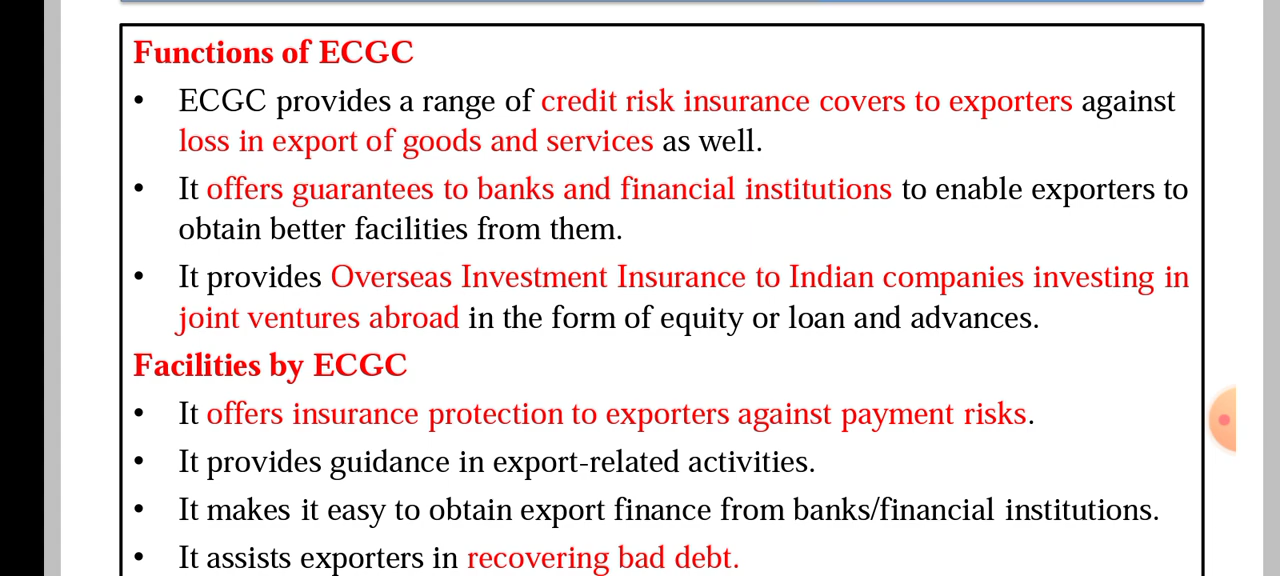 Functions of ECGC
• ECGC provides a range of credit risk insurance covers to exporters against
loss in export of goods and services as well.
• It offers guarantees to banks and financial institutions to enable exporters to
obtain better facilities from them.
• It provides Overseas Investment Insurance to Indian companies investing in
joint ventures abroad in the form of equity or loan and advances.
Facilities by ECGC
• It offers insurance protection to exporters against payment risks.
• It provides guidance in export-related activities.
• It makes it easy to obtain export finance from banks/financial institutions.
• It assists exporters in recovering bad debt.